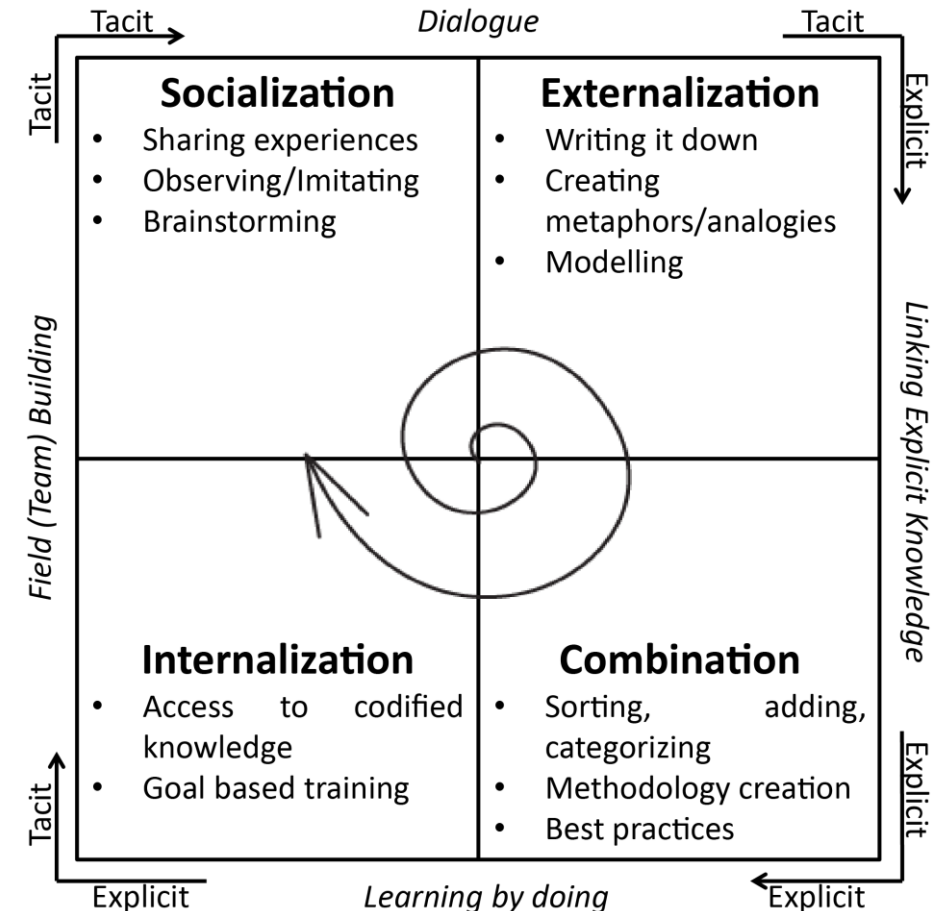 Tacit
Dialogue
Tacit
Tacit
Explicit
Socialization
• Sharing experiences
• Observing/Imitating
• Brainstorming
Externalization
• Writing it down
• Creating
metaphors/analogies
• Modelling
Field (Team) Building
Linking Explicit Knowledge
Internalization
• Access to codified
knowledge
• Goal based training
Combination
• Sorting, adding,
categorizing
• Methodology creation
• Best practices
Tacit
Explicit
Explicit
Learning by doing
Explicit